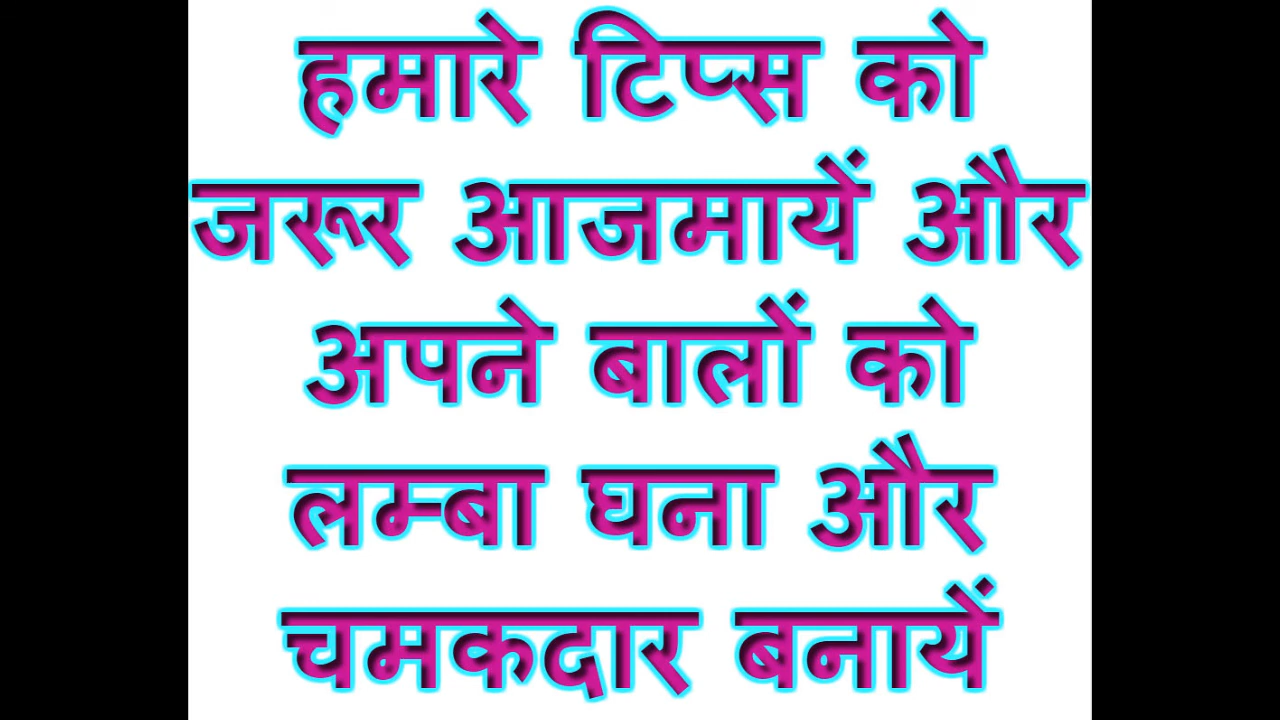 हमारे टिप्स को
जरूर आजमायें और
अपने बालों को
लम्बा घना और
चमकदार बनायें